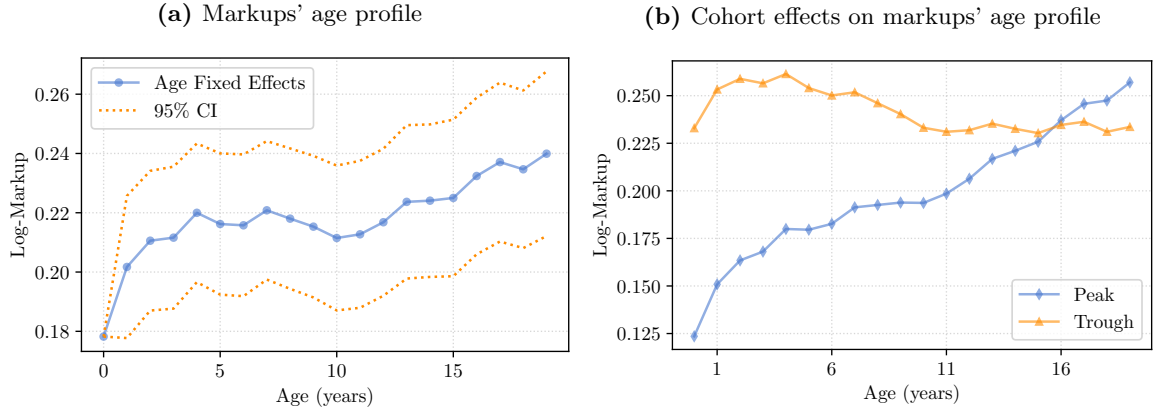 (a) Markups' age profile
Log-Markup
0.26
0.24
0.22
0.20
0.18
Age Fixed Effects
95% CI
0
5
10
15
Age (years)
(b) Cohort effects on markups' age profile
Log-Markup
0.250
0.225
0.200
0.175
0.150
0.125
Peak
Trough
1
6
11
16
Age (years)